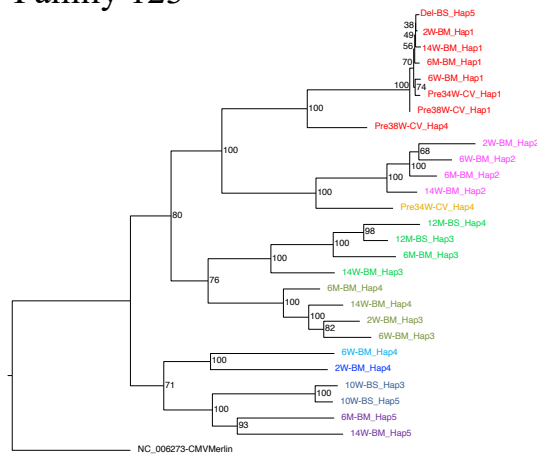 Family
Del-BS_Hap5
38
2W-BM_Hap1
49
14W-BM_Hap1
56
6M-BM_Hap1
70
6W-BM_Hap1
100
74
Pre34W-CV_Hap1
Pre38W-CV_Hap1
100
Pre38W-CV_Hap4
2W-BM_Hap2
100
68
6W-BM_Hap2
100
6M-BM_Hap2
100
14W-BM_Hap2
Pre34W-CV_Hap4
80
12M-BS_Hap4
98
12M-BS_Hap3
100
6M-BM_Hap3
100
14W-BM_Hap3
76
6M-BM_Hap4
100
14W-BM_Hap4
100
2W-BM_Hap3
82
6W-BM_Hap3
6W-BM_Hap4
100
2W-BM_Hap4
71
10W-BS_Hap3
100
10W-BS_Hap5
100
6M-BM_Hap5
93
14W-BM_Hap5
NC_006273-CMVMerlin